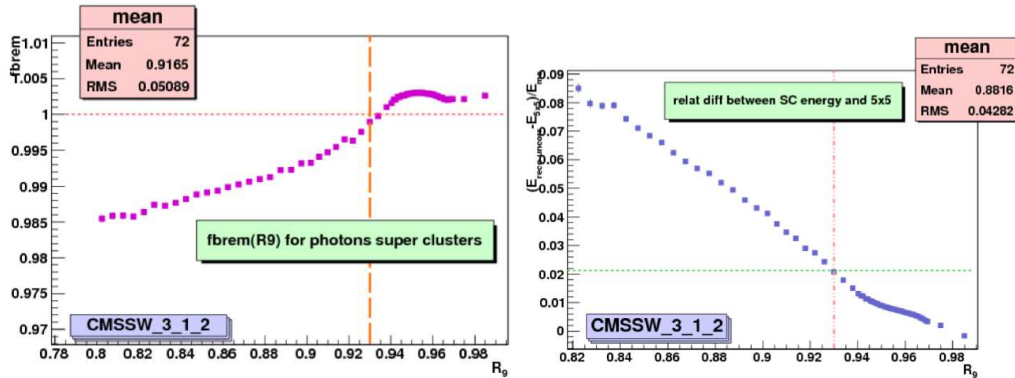 mean
Entries 72
Mean 0.9165
RMS 0.05089
fbrem
1.01
1.005
1
0.995
0.99
0.985
0.98
0.975
0.97
fbrem(R9) for photons super clusters
CMSSW_3_1_2
0.78 0.8 0.82 0.84 0.86 0.88 0.9 0.92 0.94 0.96 0.98
R9
mean
Entries 72
Mean 0.8816
RMS 0.04282
relat diff between SC energy and 5x5
0.09
0.08
0.07
0.06
0.05
0.04
0.03
0.02
0.01
0
CMSSW_3_1_2
0.82 0.84 0.86 0.88 0.9 0.92 0.94 0.96 0.98
R9